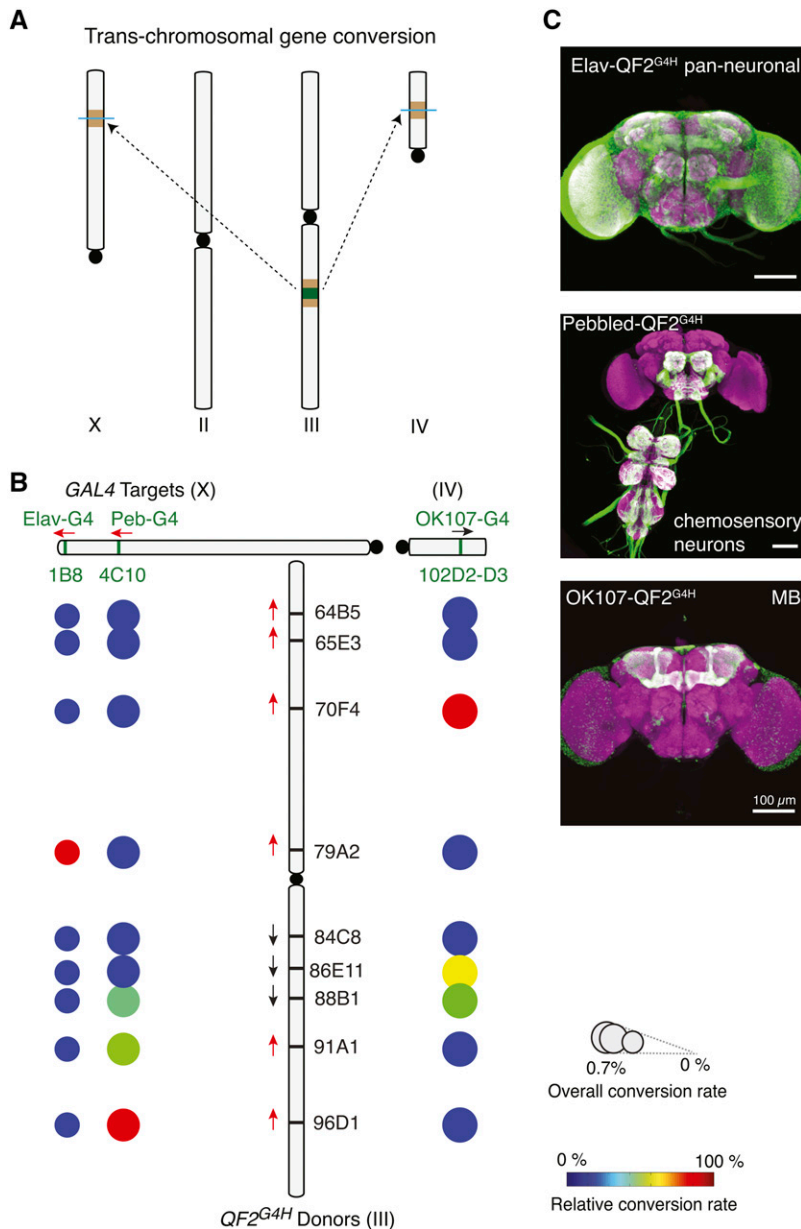 A
Trans-chromosomal gene conversion
X
II
III
IV
B
GAL4 Targets (X)
(IV)
Elav-G4
Peb-G4
OK107-G4
1B8
4C10
102D2-D3
64B5
65E3
70F4
79A2
84C8
86E11
88B1
91A1
96D1
QF2G4H Donors (III)
C
Elav-QF2G4H pan-neuronal
Pebbled-QF2G4H
chemosensory
neurons
OK107-QF2G4H MB
100 µm
0.7%
0 %
Overall conversion rate
0 %
100 %
Relative conversion rate